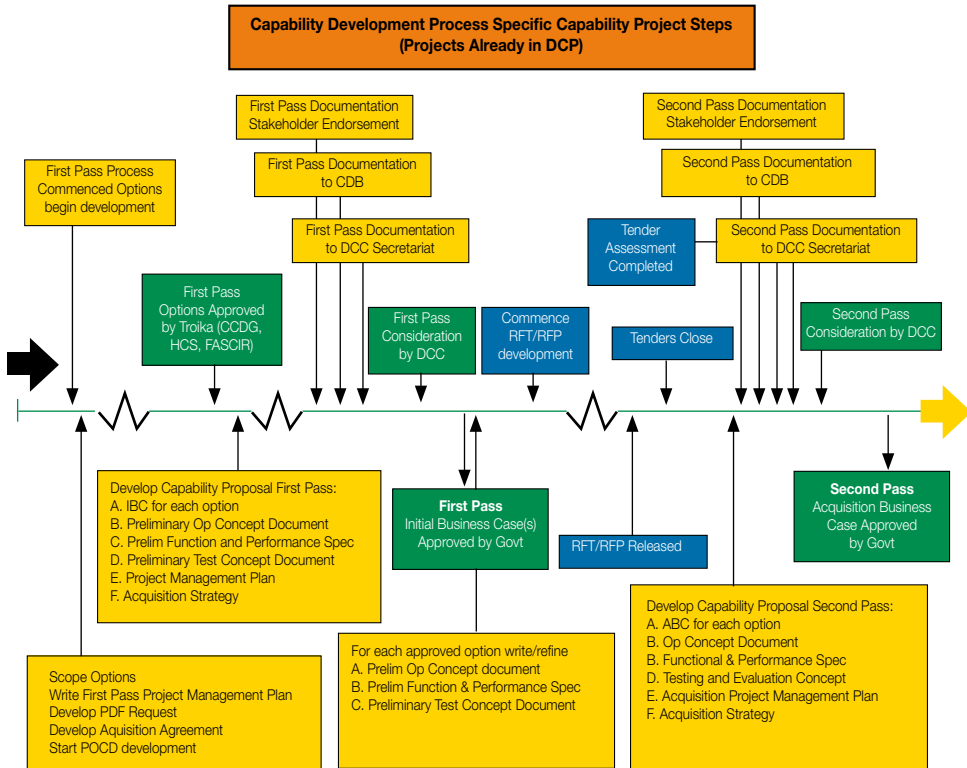 Capability Development Process Specific Capability Project Steps
(Projects Already in DCP)
First Pass Documentation
Stakeholder Endorsement
Second Pass Documentation
Stakeholder Endorsement
First Pass Process
Commenced Options
begin development
First Pass Documentation
to CDB
Second Pass Documentation
to CDB
First Pass Documentation
to DCC Secretariat
Tender
Assessment
Completed
Second Pass Documentation
to DCC Secretariat
First Pass
Options Approved
by Troika (CCDG,
HCS, FASCIR)
First Pass
Consideration
by DCC
Commence
RFT/RFP
development
Tenders Close
Second Pass
Consideration by DCC
Develop Capability Proposal First Pass:
A. IBC for each option
B. Preliminary Op Concept Document
C. Prelim Function and Performance Spec
D. Preliminary Test Concept Document
E. Project Management Plan
F. Acquisition Strategy
First Pass
Initial Business Case(s)
Approved by Govt
RFT/RFP Released
Second Pass
Acquisition Business
Case Approved
by Govt
Scope Options
Write First Pass Project Management Plan
Develop PDF Request
Develop Aquisition Agreement
Start POCD development
For each approved option write/refine
A. Prelim Op Concept document
B. Prelim Function & Performance Spec
C. Preliminary Test Concept Document
Develop Capability Proposal Second Pass:
A. ABC for each option
B. Op Concept Document
B. Functional & Performance Spec
D. Testing and Evaluation Concept
E. Acquisition Project Management Plan
F. Acquisition Strategy